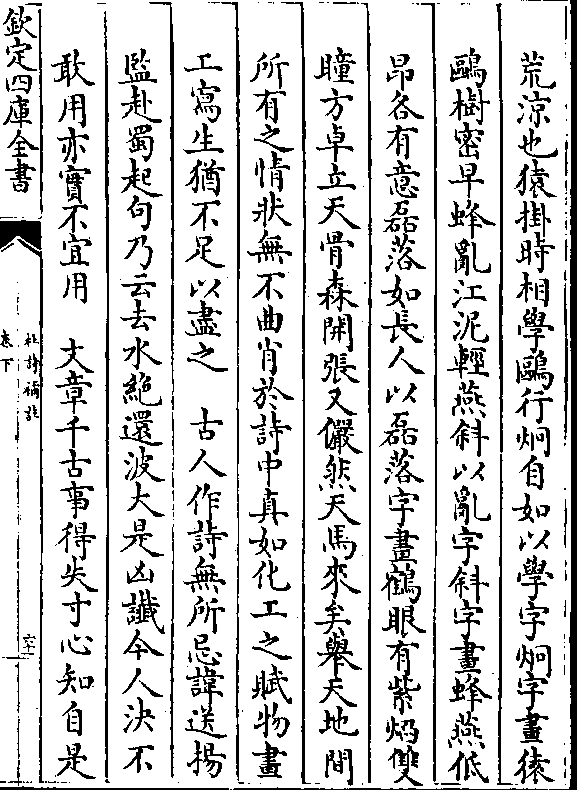 荒涼也猿掛時相學鷗行炯自如以學字炯字畫猿
鷗樹密早蜂亂江泥輕燕斜以亂字斜字畫蜂燕低
昂各有意磊落如長人以磊落字畫鶴眼有紫焰雙
瞳方卓立天骨森開張又儼然天馬來矣舉天地間
所有之情狀無不曲肖於詩中真如化工之賦物畫
工寫生猶不足以盡之　古人作詩無所忌諱送揚
監赴蜀起句乃云去水絶還波大是凶讖今人決不
敢用亦實不宜用　文章千古事得失寸心知自是
欽定四庫全書
杜詩攟
卷下